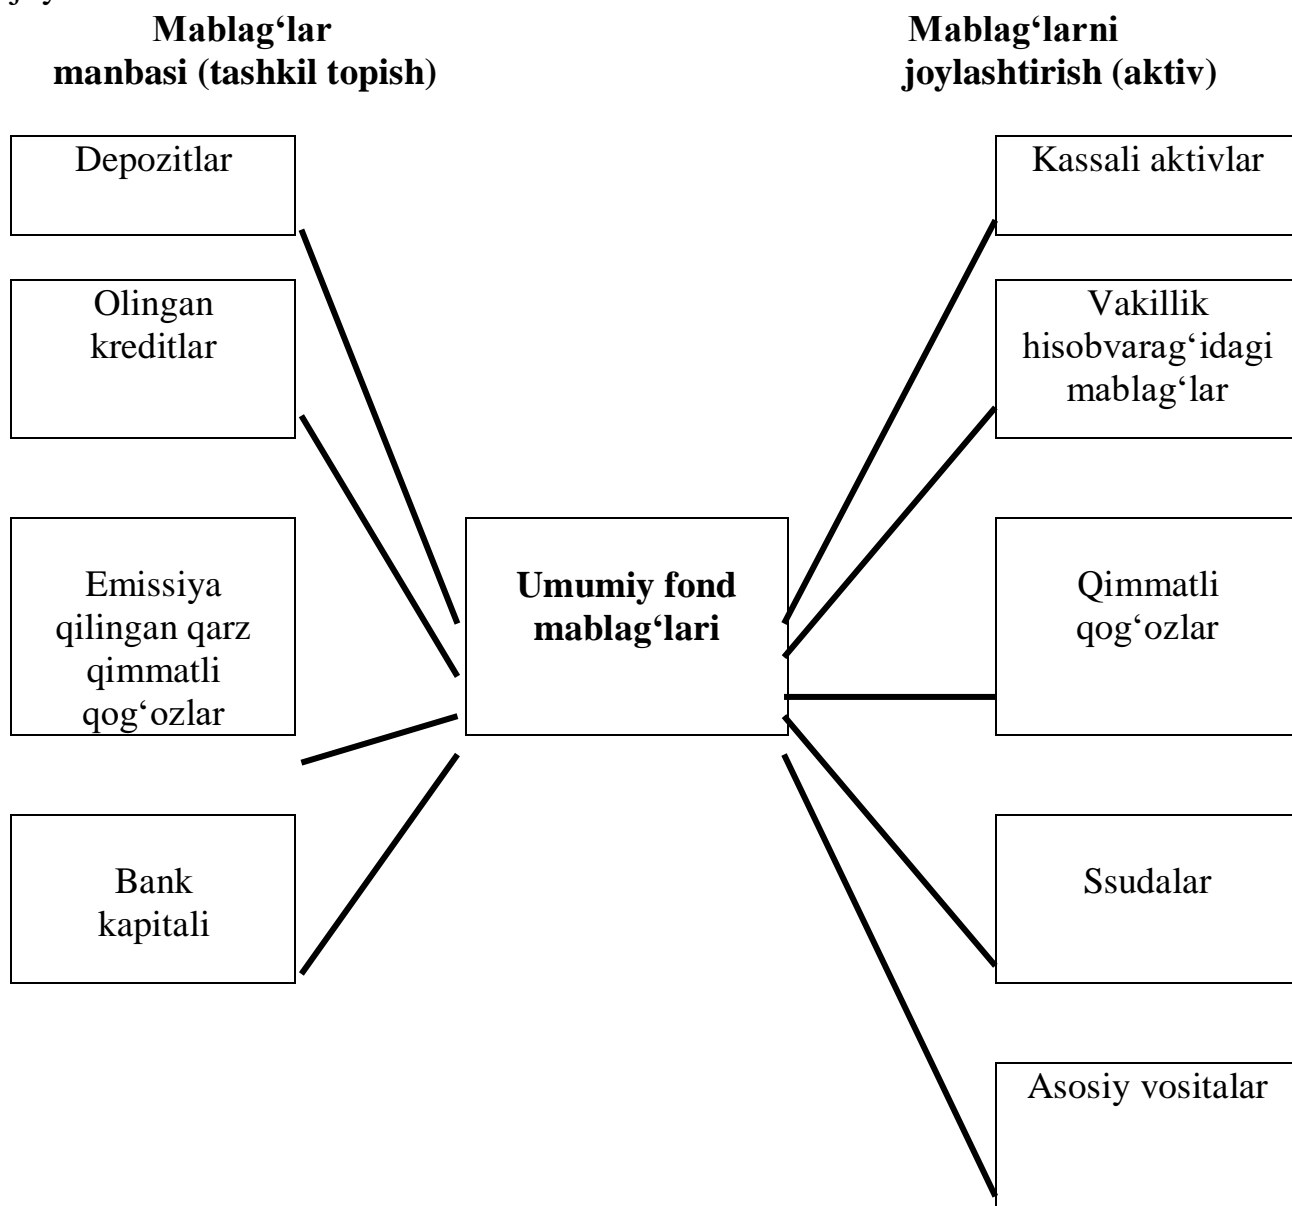 Mablag‘lar
manbasi (tashkil topish)
Mablag‘larni
joylashtirish (aktiv)
Depozitlar
Olingan
kreditlar
Emissiya
qilingan qarz
qimmatli
qog‘ozlar
Bank
kapitali
Umumiy fond
mablag‘lari
Kassali aktivlar
Vakillik
hisobvarag‘idagi
mablag‘lar
Qimmatli
qog‘ozlar
Ssudalar
Asosiy vositalar